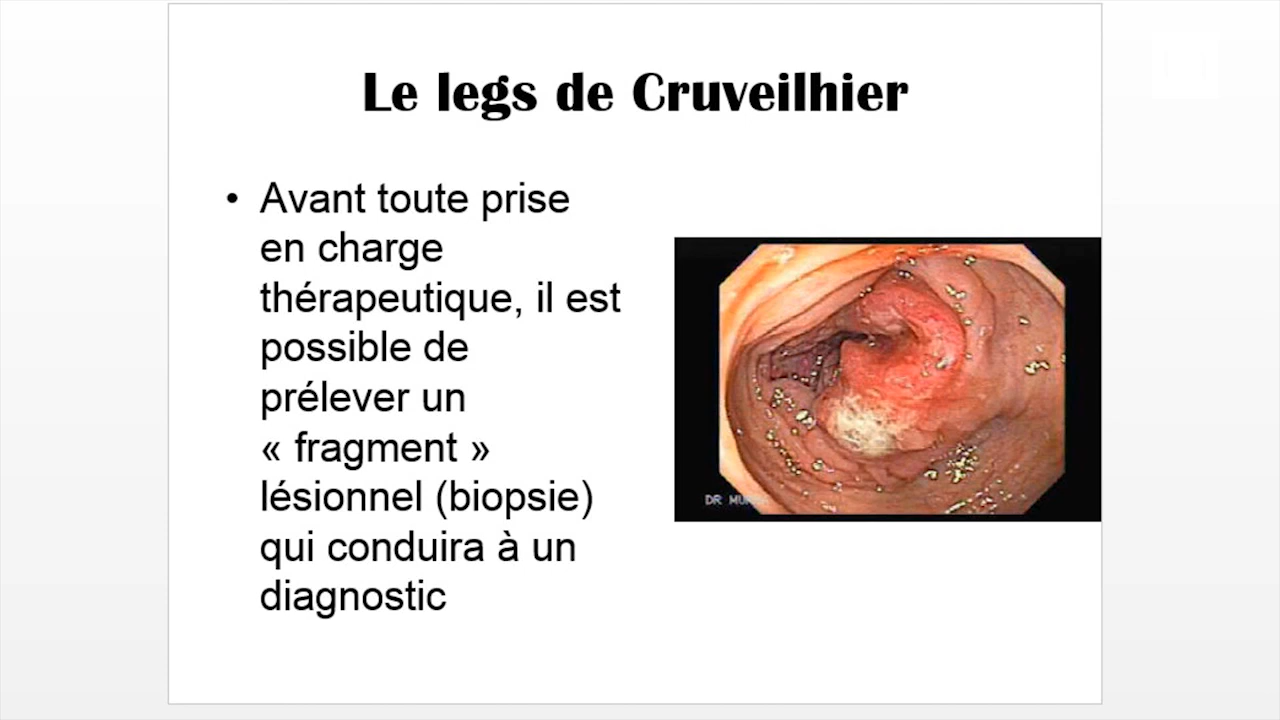 Le legs de Cruveilhier
• Avant toute prise
en charge
thérapeutique, il est
possible de
prélever un
« fragment »
lésionnel (biopsie)
qui conduira à un
diagnostic
DR